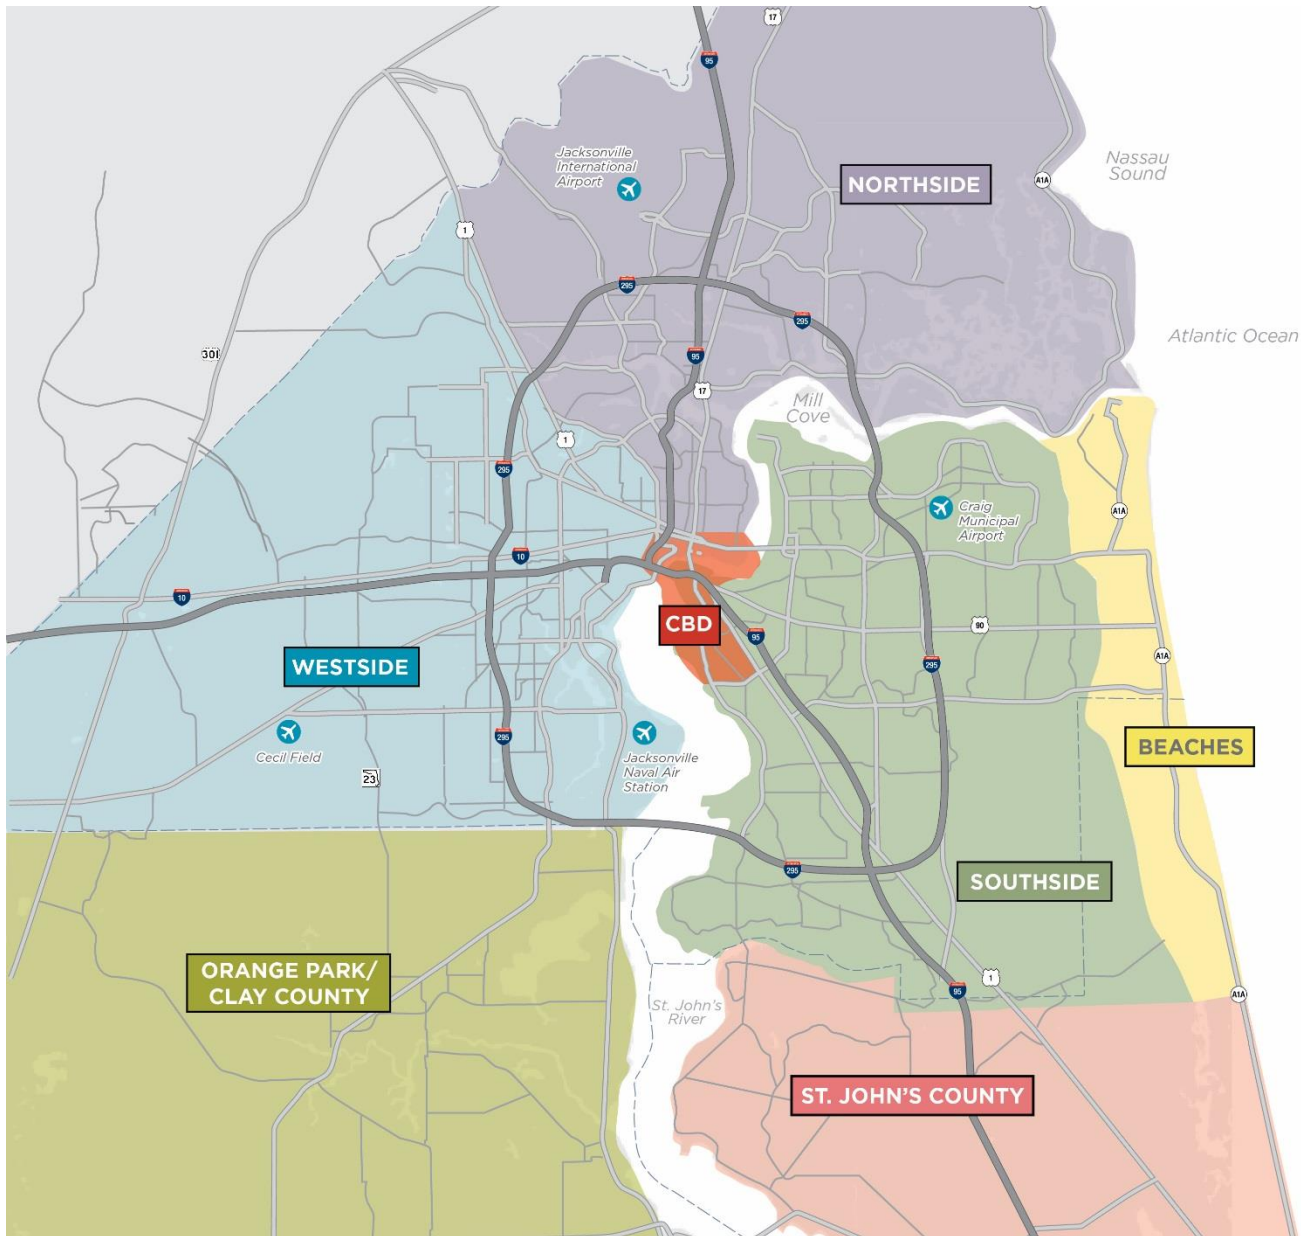 17
95
Jacksonville
International
Airport
NORTHSIDE
Nassau
Sound
A1A
1
295
295
Atlantic Ocean
301
95
17
Mill
Cove
1
295
A1A
Craig
Municipal
Airport
10
10
CBD
90
95
A1A
WESTSIDE
295
295
Cecil Field
Jacksonville
Naval Air
Station
BEACHES
23
295
SOUTHSIDE
ORANGE PARK/
CLAY COUNTY
1
95
A1A
St. John's
River
ST. JOHN'S COUNTY